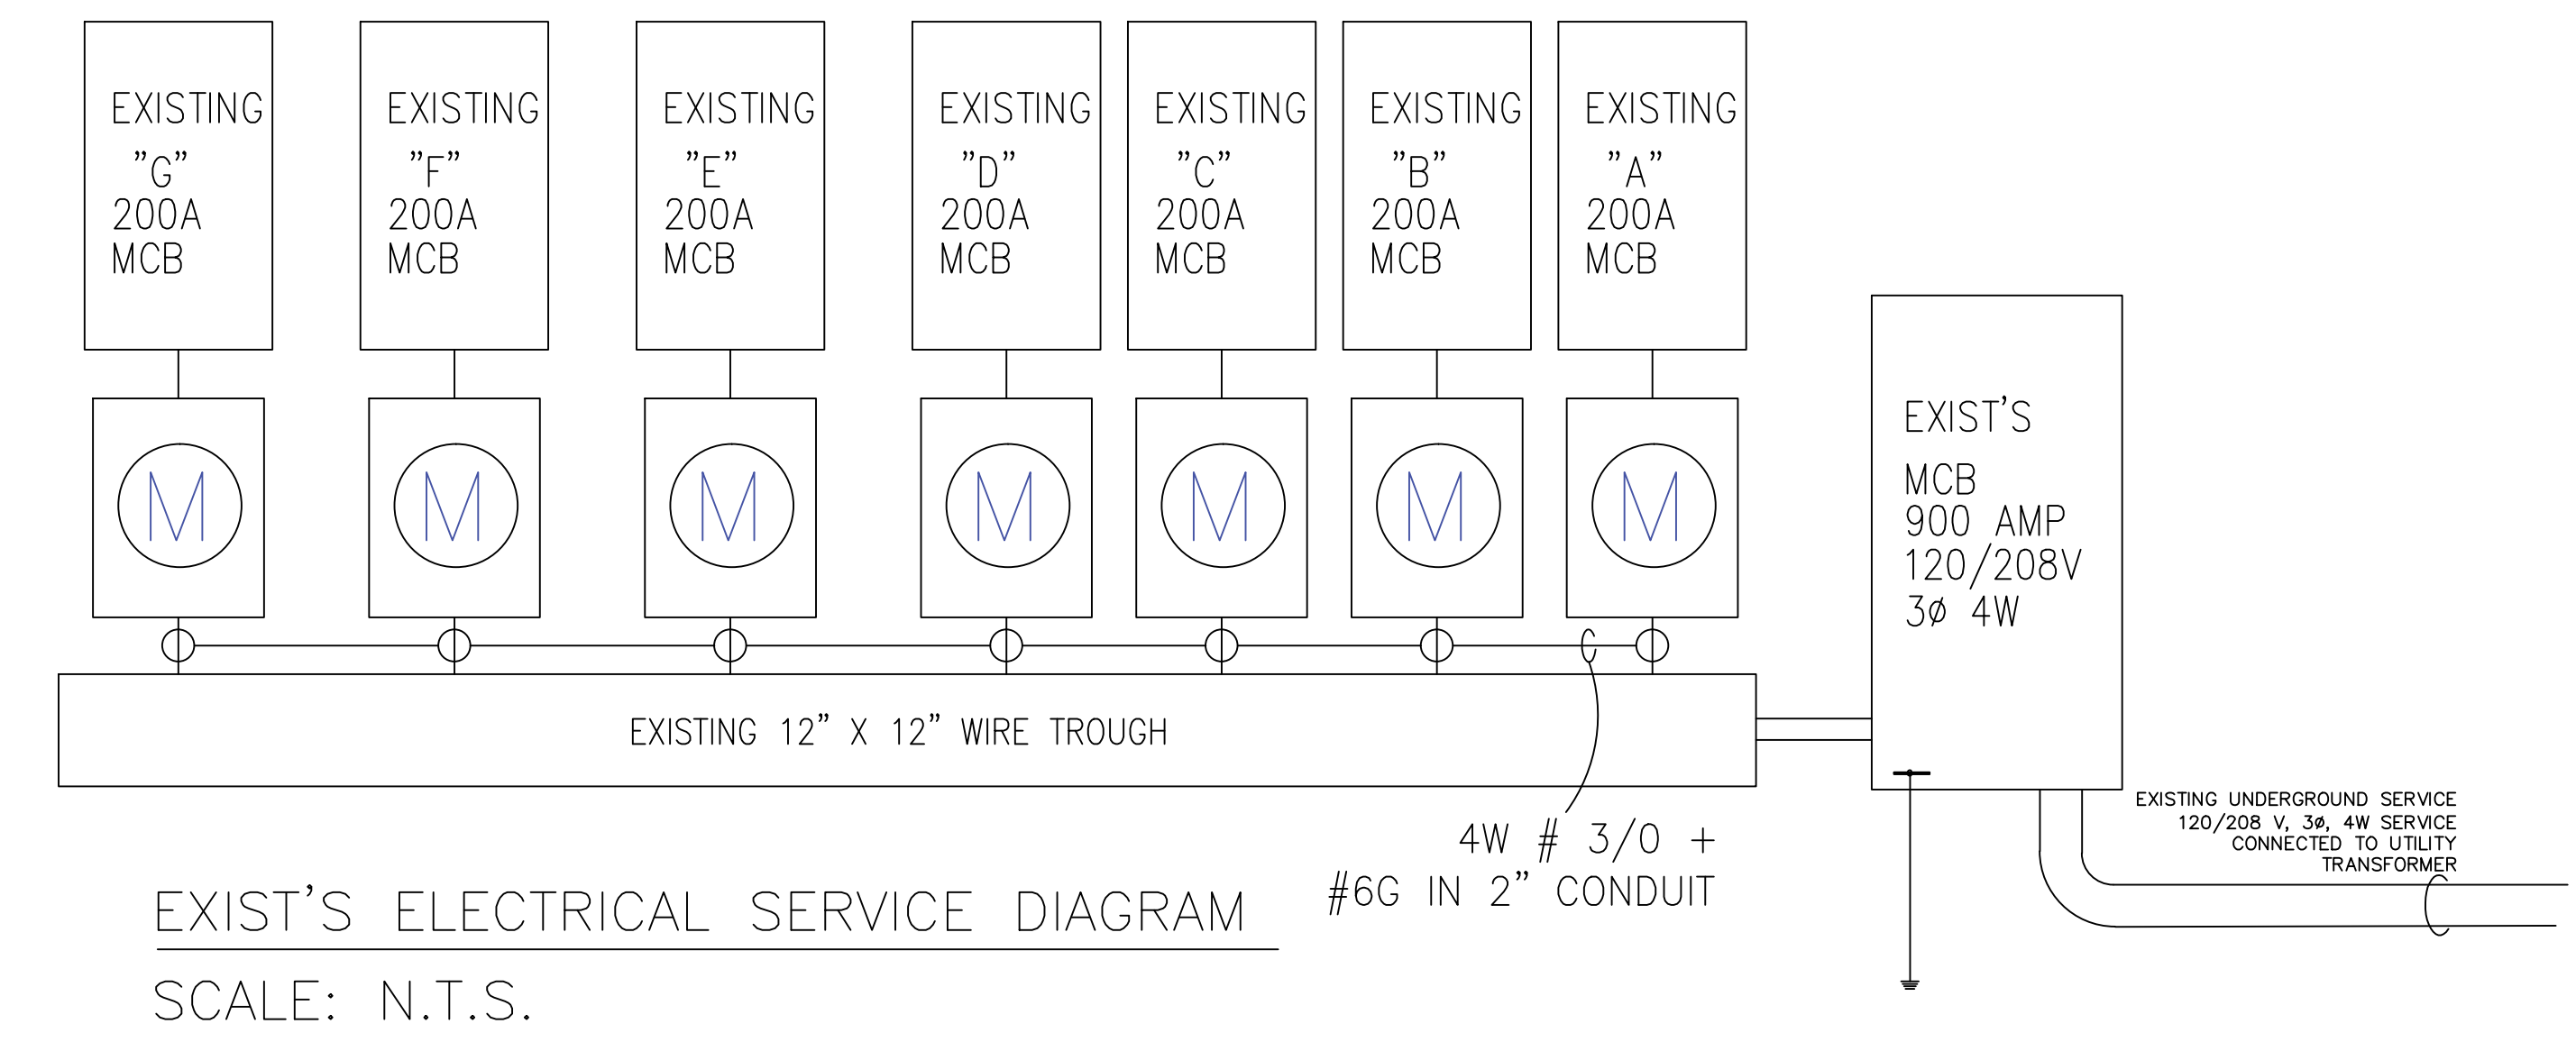 EXISTING
"G"
200A
MCB
EXISTING
"F"
200A
MCB
EXISTING
"E"
200A
MCB
EXISTING
"D"
200A
MCB
EXISTING
"C"
200A
MCB
EXISTING
"B"
200A
MCB
EXISTING
"A"
200A
MCB
M
M
M
M
M
M
M
EXIST'S
MCB
900 AMP
120/208V
3ø 4W
EXISTING 12" X 12" WIRE TROUGH
4W # 3/0 +
#6G IN 2" CONDUIT
EXISTING UNDERGROUND SERVICE
120/208 V, 3ø, 4W SERVICE
CONNECTED TO UTILITY
TRANSFORMER
EXIST'S ELECTRICAL SERVICE DIAGRAM
SCALE: N.T.S.